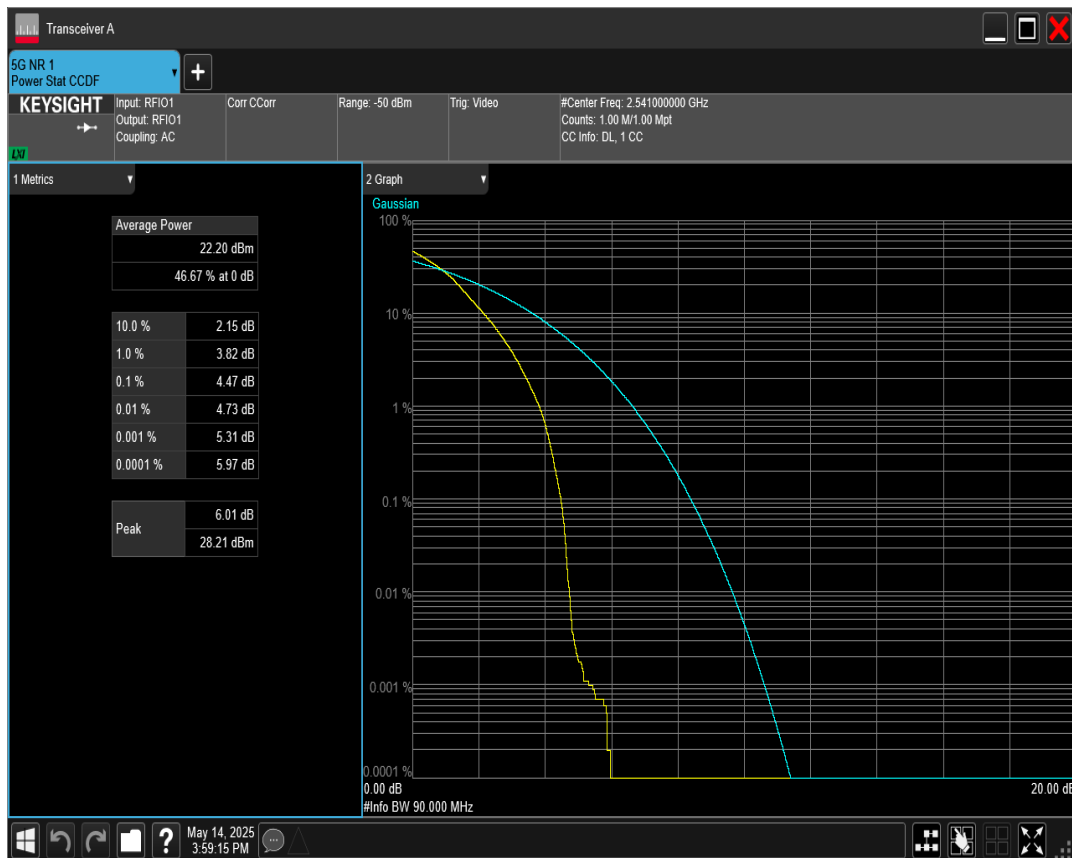 Transceiver A
5G NR 1
Power Stat CCDF
KEYSIGHT
LXI
Input: RFIO1
Output: RFIO1
Coupling: AC
Corr CCorr
Range: -50 dBm
Trig: Video
#Center Freq: 2.541000000 GHz
Counts: 1.00 M/1.00 Mpt
CC Info: DL, 1 CC
1 Metrics
Average Power
22.20 dBm
46.67 % at 0 dB
10.0 % 2.15 dB
1.0 % 3.82 dB
0.1 % 4.47 dB
0.01 % 4.73 dB
0.001 % 5.31 dB
0.0001 % 5.97 dB
Peak
6.01 dB
28.21 dBm
2 Graph
Gaussian
100 %
10 %
1 %
0.1 %
0.01 %
0.001 %
0.0001 %
0.00 dB 20.00 dB
#Info BW 90.000 MHz
?
May 14, 2025
3:59:15 PM